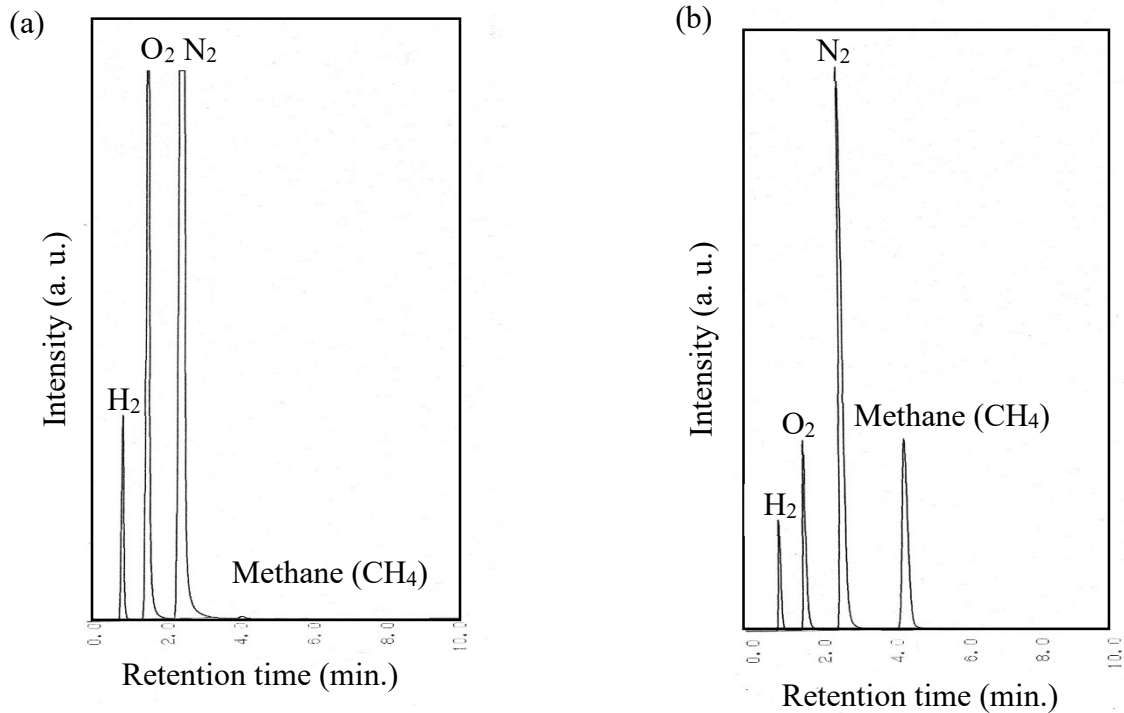 (a)
O₂ N₂
H₂
Methane (CH₄)
Intensity (a. u.)
0.0 2.0 4.0 6.0 8.0 10.0
Retention time (min.)
(b)
N₂
O₂
Methane (CH₄)
H₂
Intensity (a. u.)
0.0 2.0 4.0 6.0 8.0 10.0
Retention time (min.)